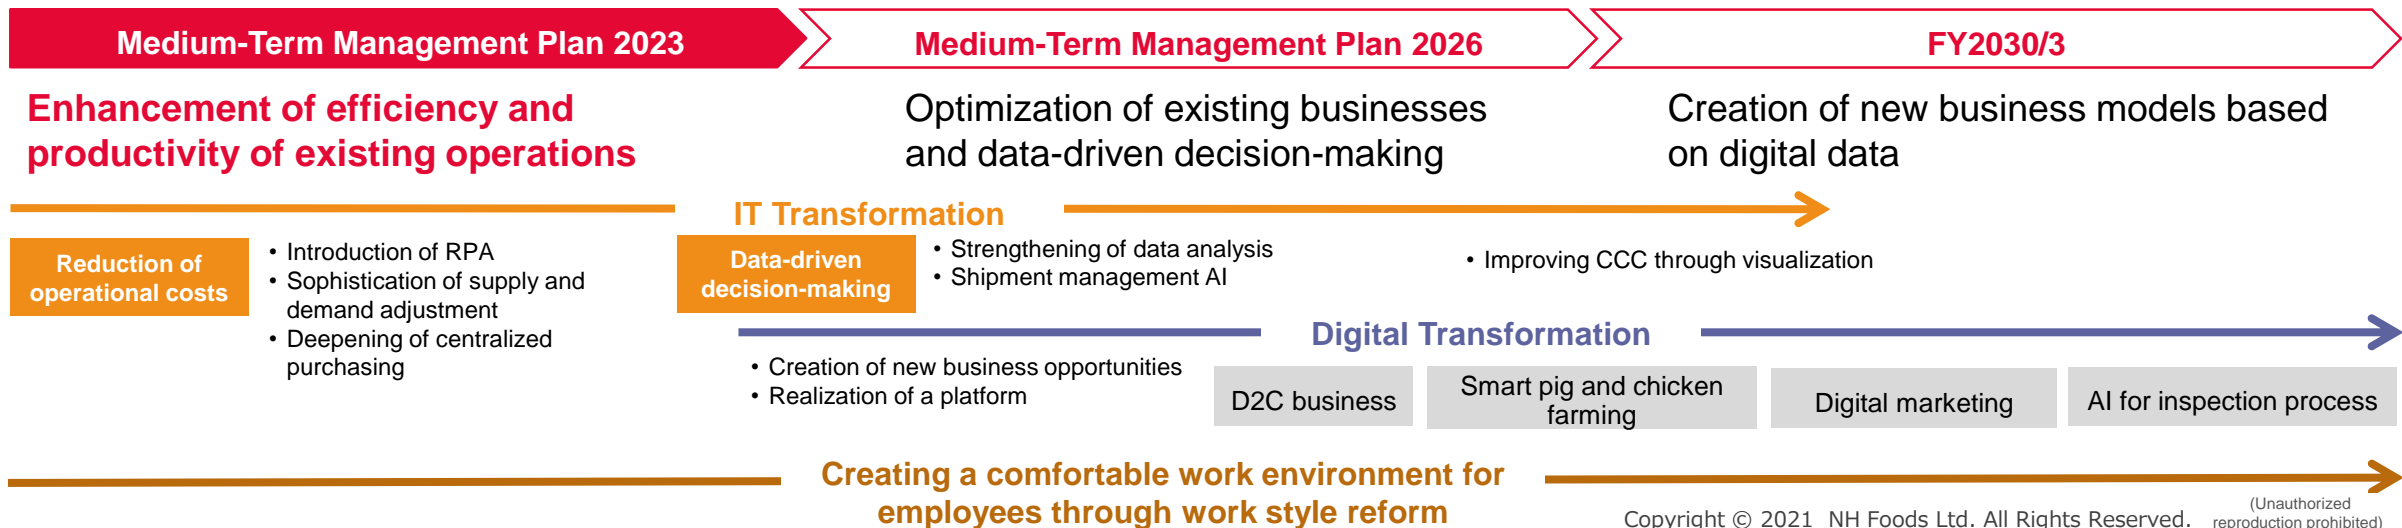 Medium-Term Management Plan 2023
Medium-Term Management Plan 2026
FY2030/3
Enhancement of efficiency and
productivity of existing operations
Optimization of existing businesses
and data-driven decision-making
Creation of new business models based
on digital data
IT Transformation
Reduction of
operational costs
• Introduction of RPA
• Sophistication of supply and
demand adjustment
• Deepening of centralized
purchasing
Data-driven
decision-making
• Strengthening of data analysis
• Shipment management AI
• Improving CCC through visualization
Digital Transformation
• Creation of new business opportunities
• Realization of a platform
D2C business
Smart pig and chicken
farming
Digital marketing
AI for inspection process
Creating a comfortable work environment for
employees through work style reform
Copyright © 2021 NH Foods Ltd. All Rights Reserved.
(Unauthorized
reproduction prohibited)